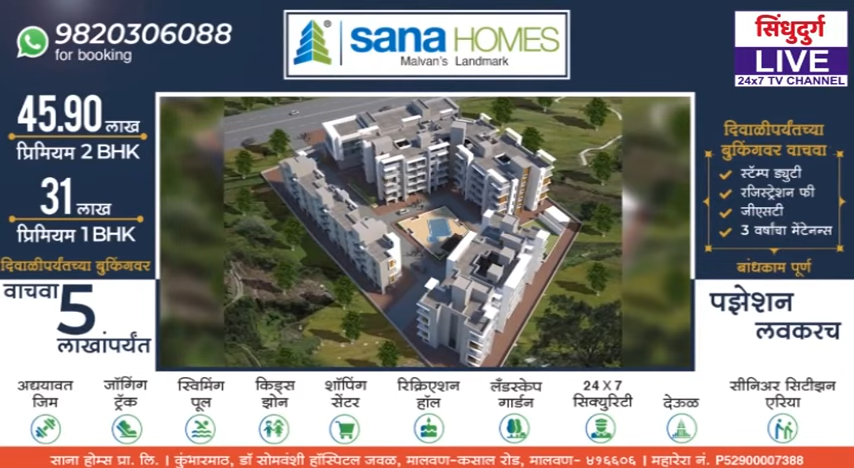 9820306088
for booking
sana HOMES
Malvan's Landmark
सिंधुदुर्ग
LIVE
24x7 TV CHANNEL
45.90 लाख
प्रिमियम 2 BHK
31 लाख
प्रिमियम 1 BHK
दिवाळीपर्यंतच्या बुकिंगवर
वाचवा 5
लाखांपर्यंत
दिवाळीपर्यंतच्या
बुकिंगवर वाचवा
स्टॅम्प ड्युटी
रजिस्ट्रेशन फी
जीएसटी
3 वर्षांचा मेंटेनन्स
बांधकाम पूर्ण
पझेशन
लवकरच
अद्ययावत
जिम
जॉगिंग
ट्रॅक
स्विमिंग
पूल
किड्स
झोन
शॉपिंग
सेंटर
रिक्रिएशन
हॉल
लँडस्केप
गार्डन
24 X 7
सिक्युरिटी
देऊळ
सीनिअर सिटीझन
एरिया
साना होम्स प्रा. लि. | कुंभारमाठ, डॉ सोमवंशी हॉस्पिटल जवळ, मालवण-कसाल रोड, मालवण- ४१६६०६ | महारेरा नं. P52900007388